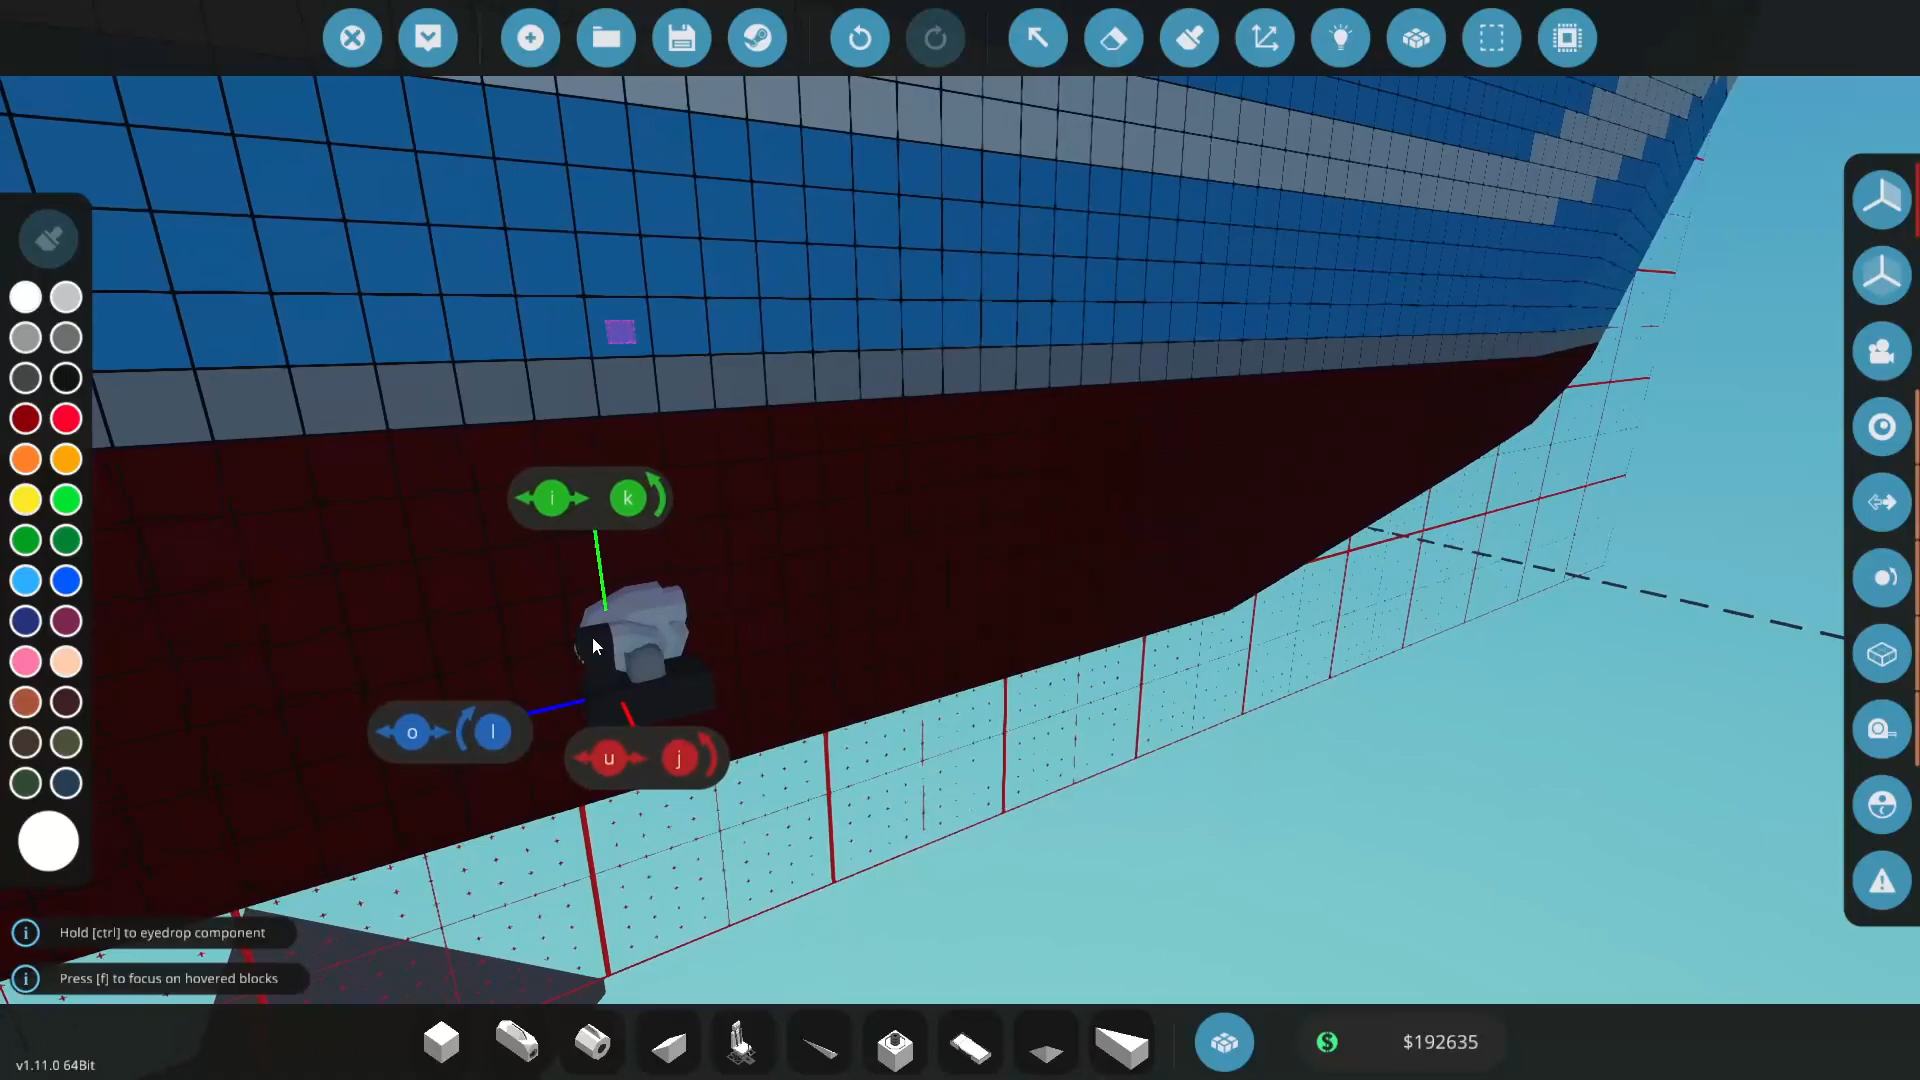 i k
o l
u j
Hold [ctrl] to eyedrop component
Press [f] to focus on hovered blocks
v1.11.0 64Bit
$ $192635